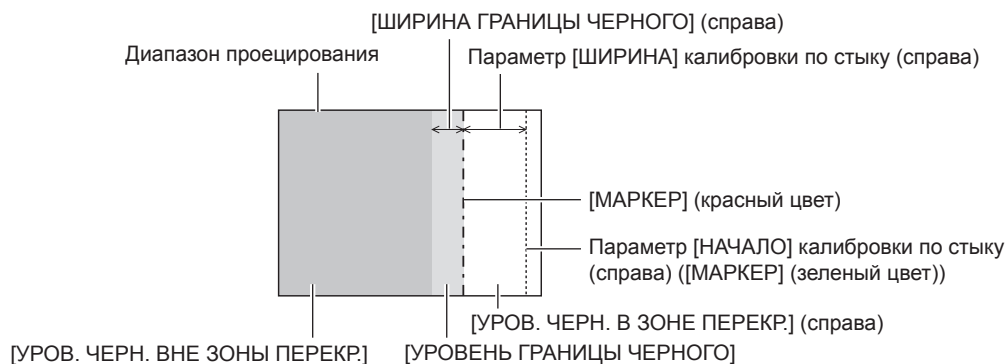 [ШИРИНА ГРАНИЦЫ ЧЕРНОГО] (справа)
Диапазон проецирования
Параметр [ШИРИНА] калибровки по стыку (справа)
[МАРКЕР] (красный цвет)
Параметр [НАЧАЛО] калибровки по стыку
(справа) ([МАРКЕР] (зеленый цвет))
[УРОВ. ЧЕРН. В ЗОНЕ ПЕРЕКР.] (справа)
[УРОВ. ЧЕРН. ВНЕ ЗОНЫ ПЕРЕКР.]
[УРОВЕНЬ ГРАНИЦЫ ЧЕРНОГО]